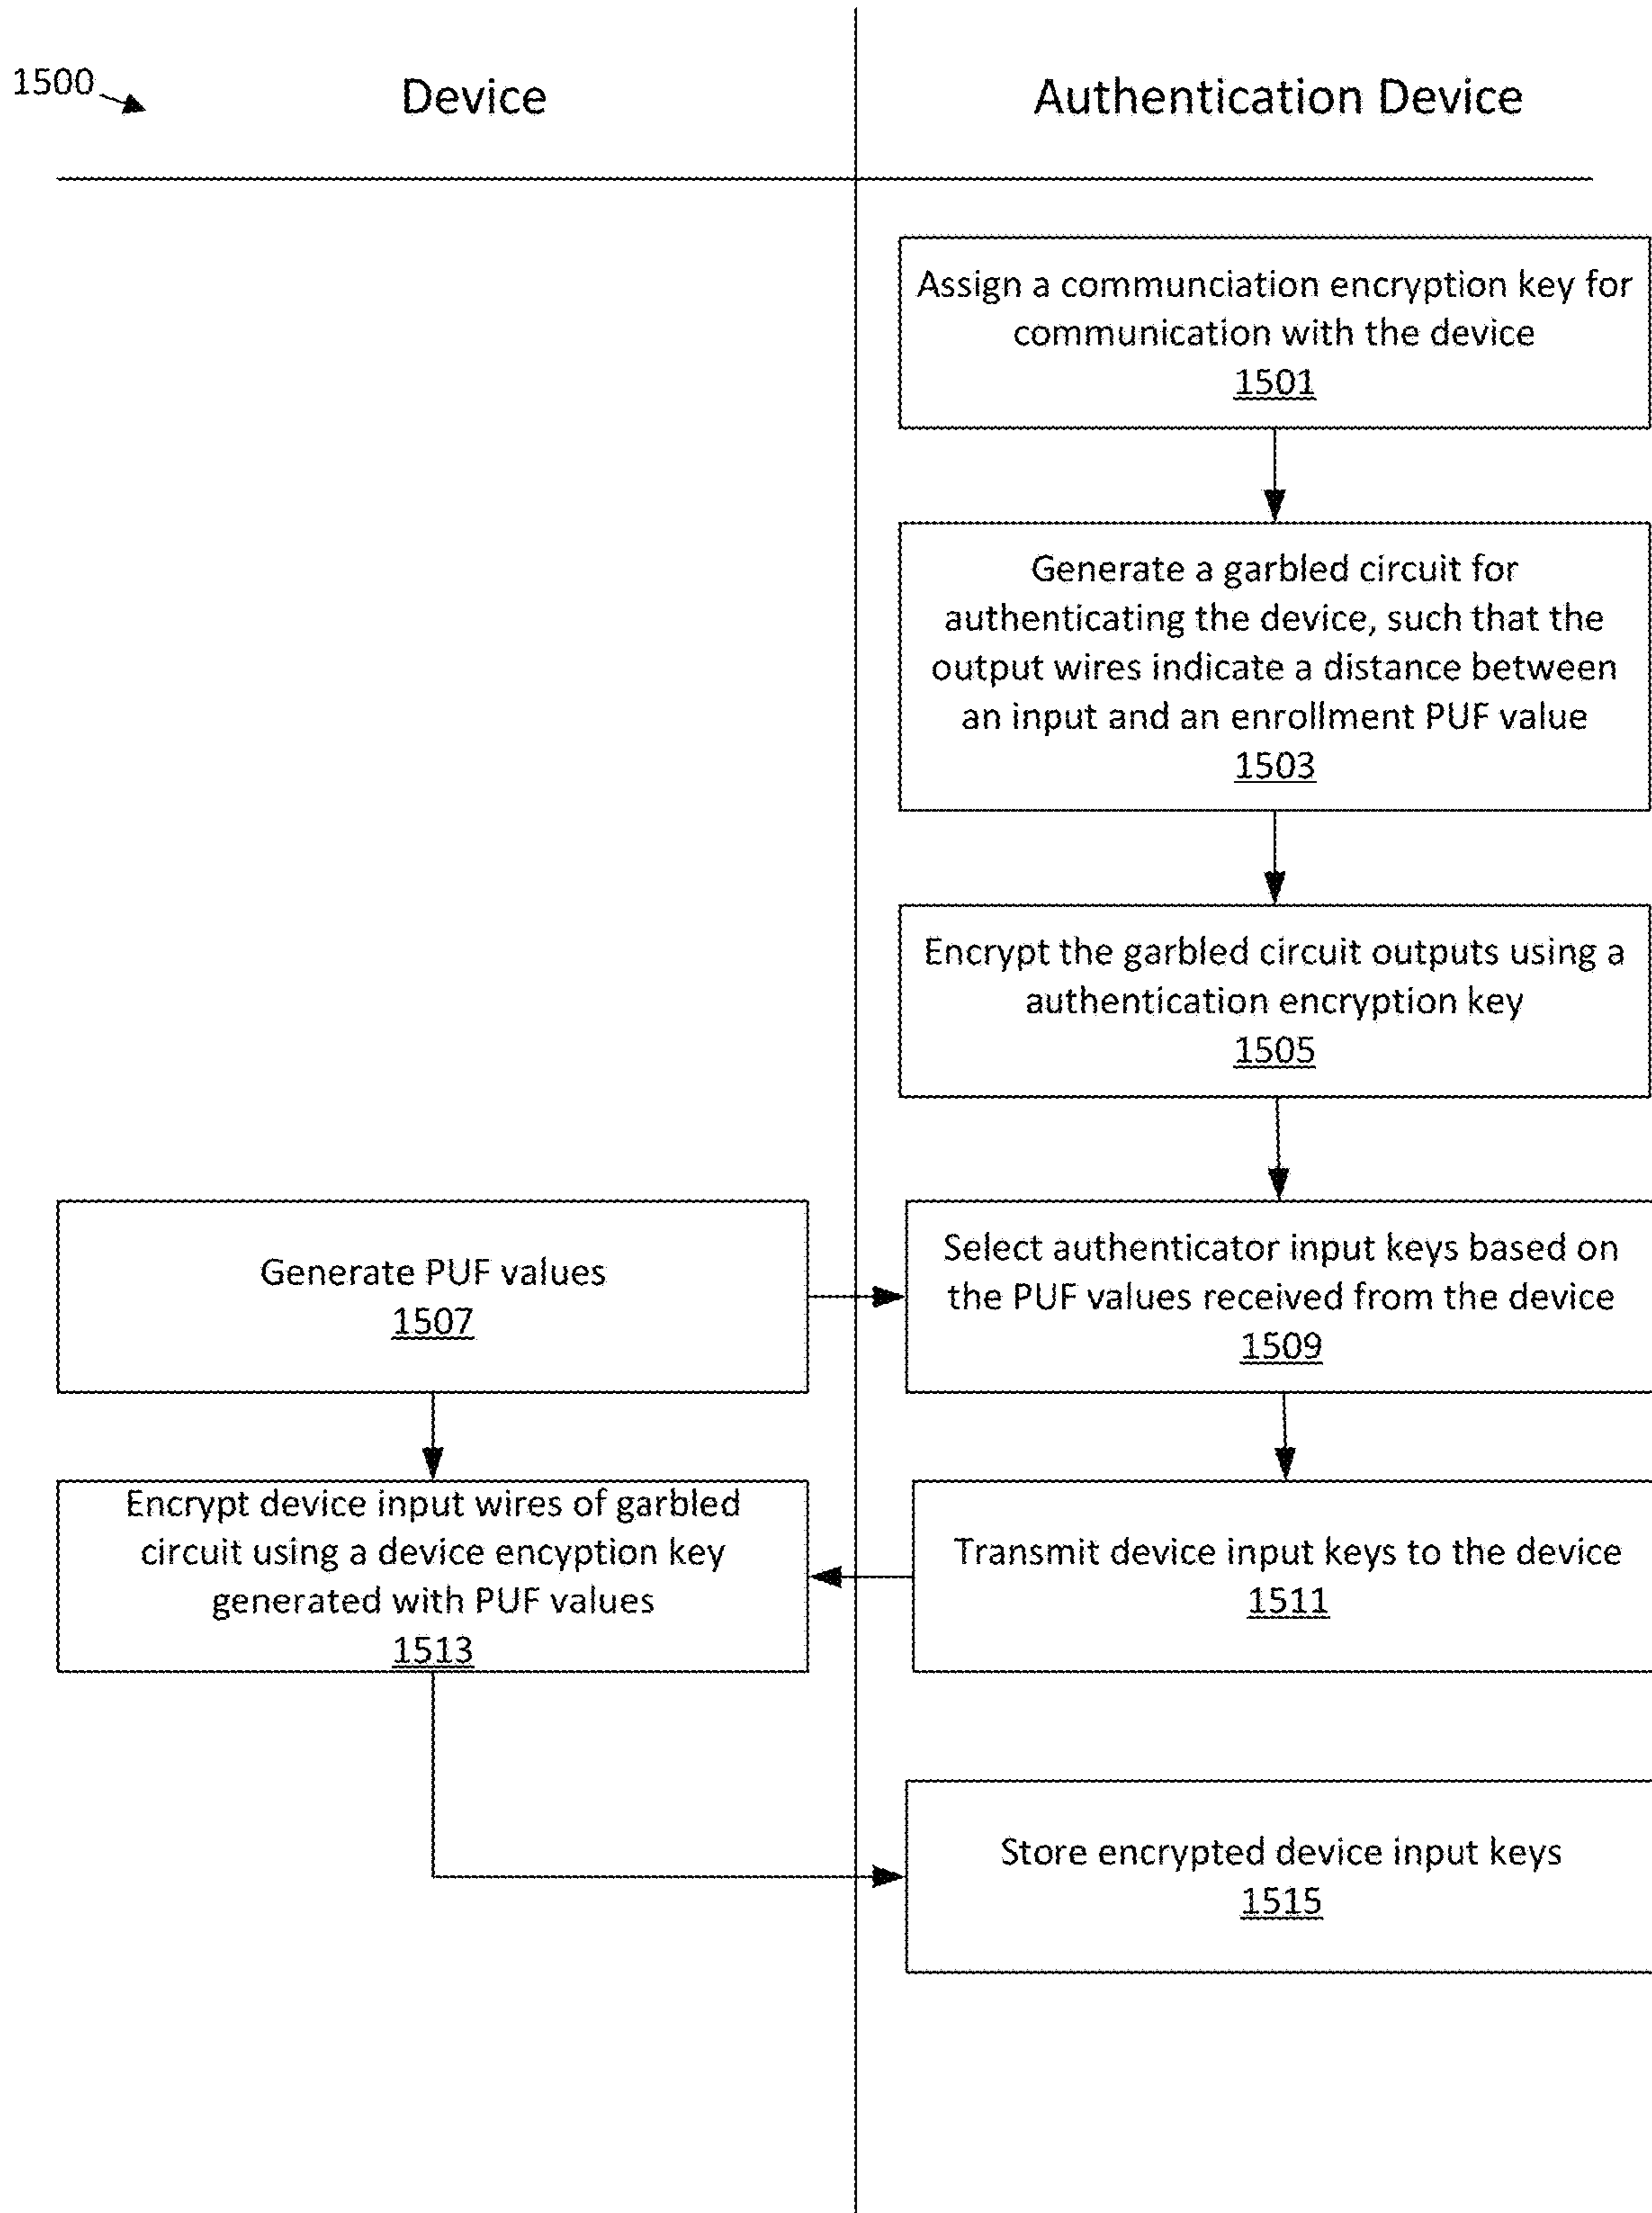 1500
Device
Authentication Device
Assign a communciation encryption key for
communication with the device
1501
Generate a garbled circuit for
authenticating the device, such that the
output wires indicate a distance between
an input and an enrollment PUF value
1503
Encrypt the garbled circuit outputs using a
authentication encryption key
1505
Generate PUF values
1507
Select authenticator input keys based on
the PUF values received from the device
1509
Encrypt device input wires of garbled
circuit using a device encyption key
generated with PUF values
1513
Transmit device input keys to the device
1511
Store encrypted device input keys
1515